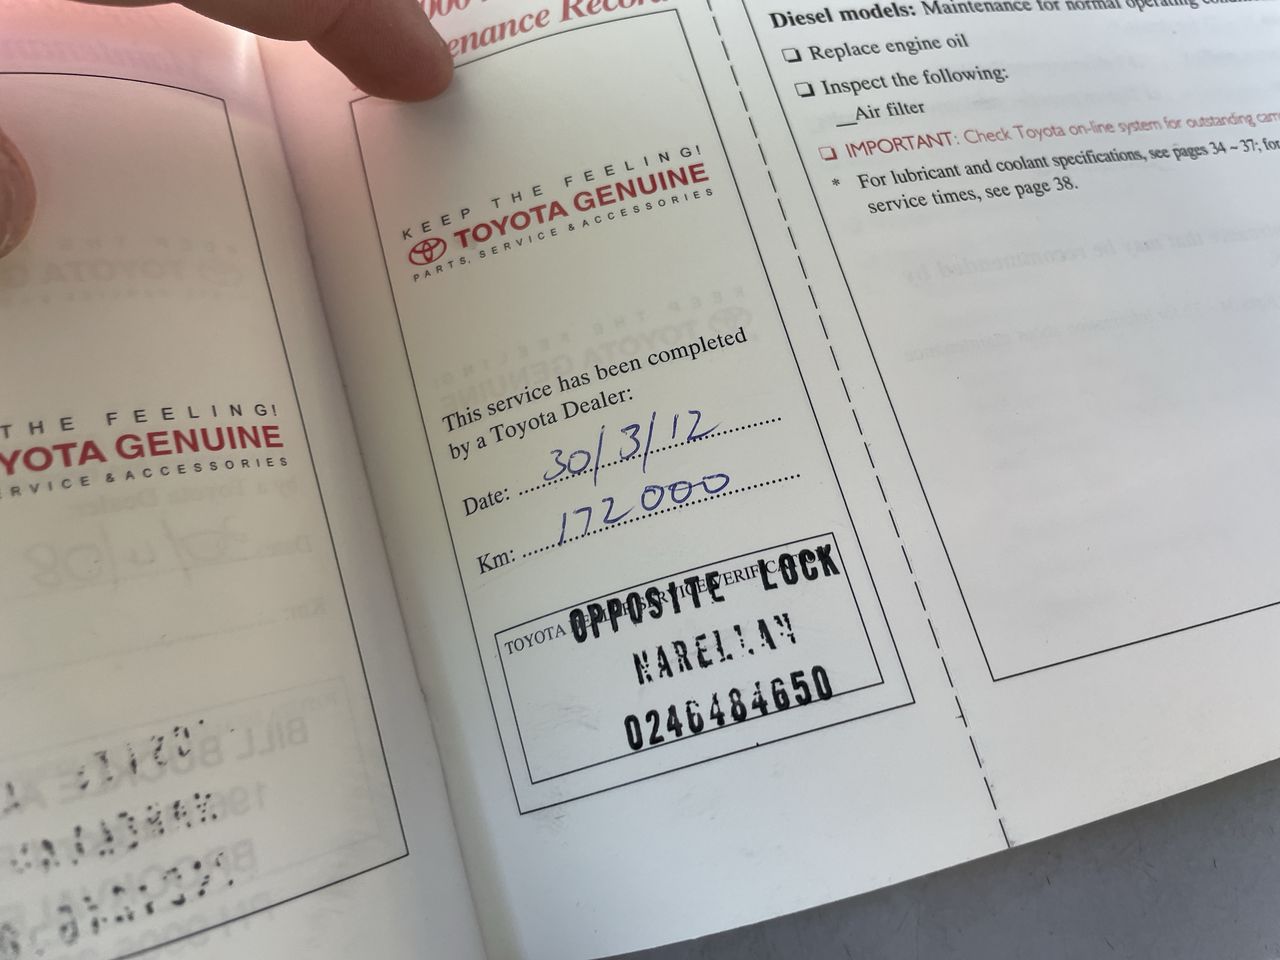 enance Record
KEEP THE FEELING!
TOYOTA GENUINE
PARTS, SERVICE & ACCESSORIES
This service has been completed
by a Toyota Dealer:
Date: 30/3/12
Km: 172000
TOYOTA
OPPOSITE LOCK
NARELLAN
0246484650
THE FEELING!
YOTA GENUINE
RVICE & ACCESSORIES
Diesel models: Maintenance for normal operating
Replace engine oil
Inspect the following:
__Air filter
IMPORTANT: Check Toyota on-line system for outstanding
* For lubricant and coolant specifications, see pages 34 ~ 37; for
service times, see page 38.